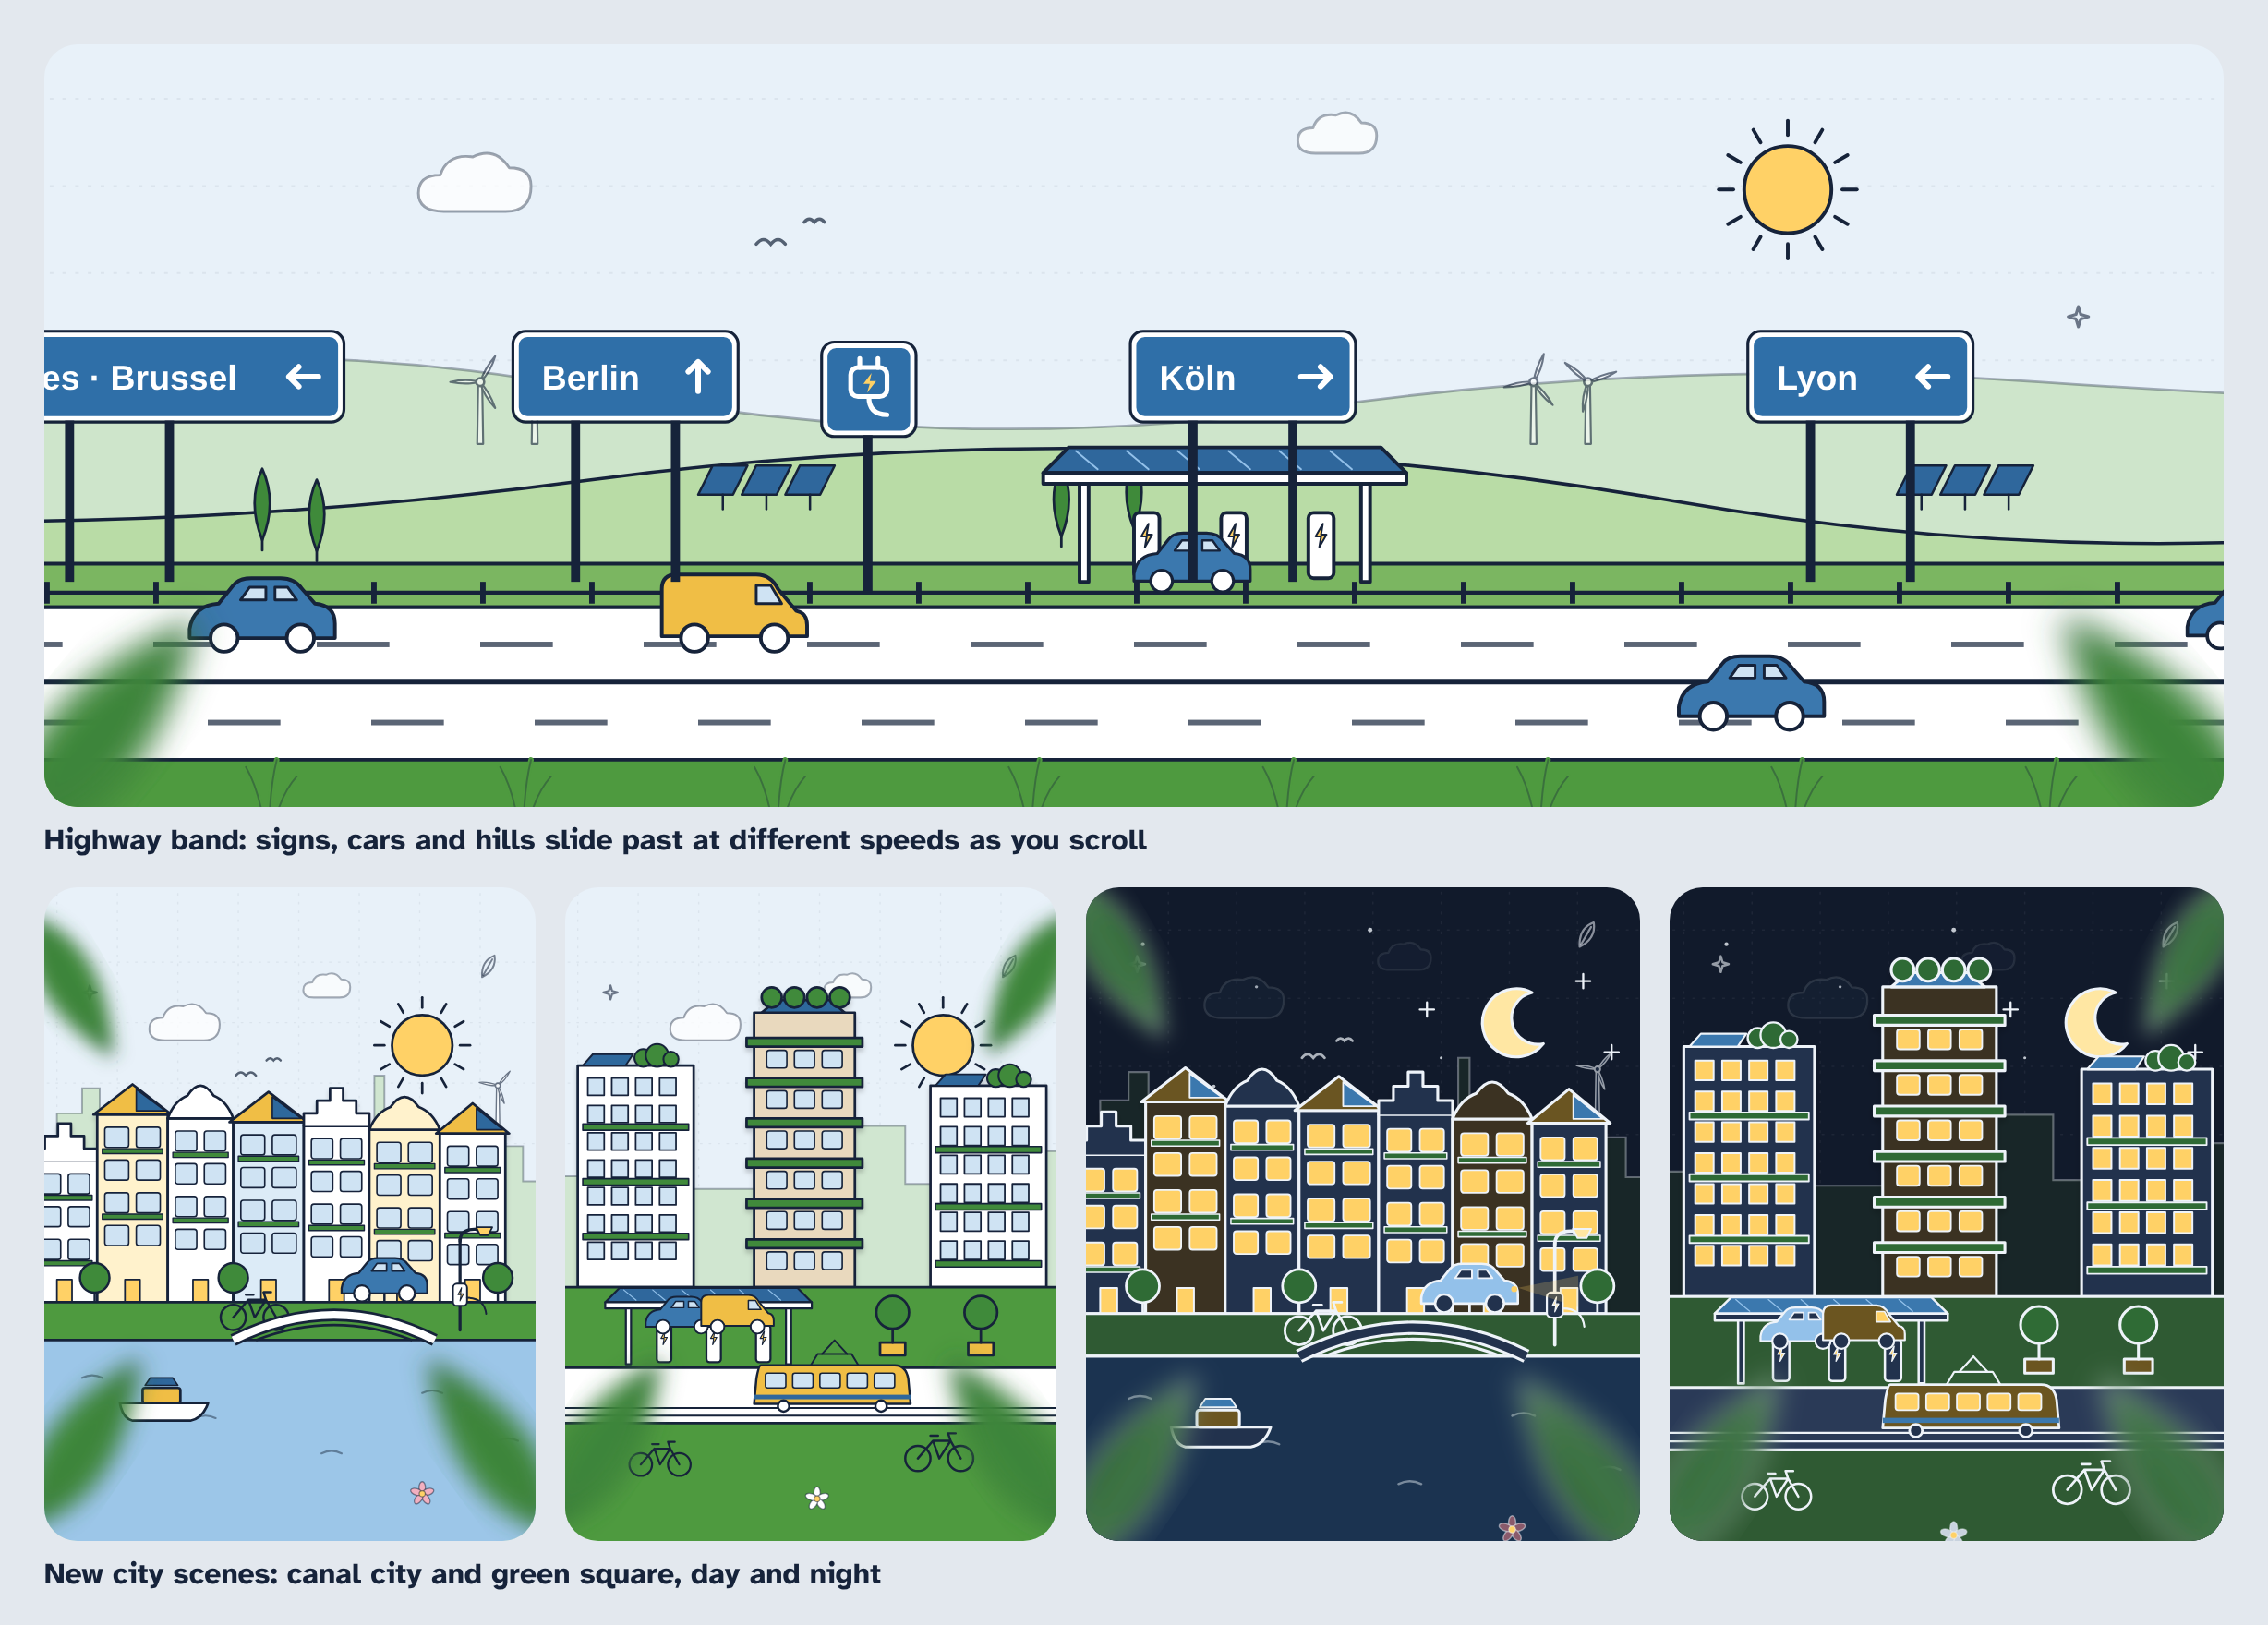 es · Brussel ←
Berlin ↑
Köln →
Lyon ←
Highway band: signs, cars and hills slide past at different speeds as you scroll
New city scenes: canal city and green square, day and night